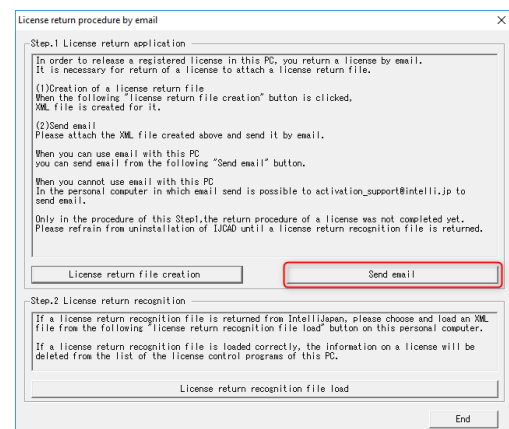 License return procedure by email
Step.1 License return application
In order to release a registered license in this PC, you return a license by email.
It is necessary for return of a license to attach a license return file.
(1)Creation of a license return file
When the following "license return file creation" button is clicked,
XML file is created for it.
(2)Send email
Please attach the XML file created above and send it by email.
When you can use email with this PC
you can send email from the following "Send email" button.
When you cannot use email with this PC
In the personal computer in which email send is possible to activation_support@intelli.jp to
send email.
Only in the procedure of this Step1,the return procedure of a license was not completed yet.
Please refrain from uninstallation of IJCAD until a license return recognition file is returned.
License return file creation
Send email
Step.2 License return recognition
If a license return recognition file is returned from IntelliJapan, please choose and load an XML
file from the following "license return recognition file load" button on this personal computer.
If a license return recognition file is loaded correctly, the information on a license will be
deleted from the list of the license control programs of this PC.
License return recognition file load
End